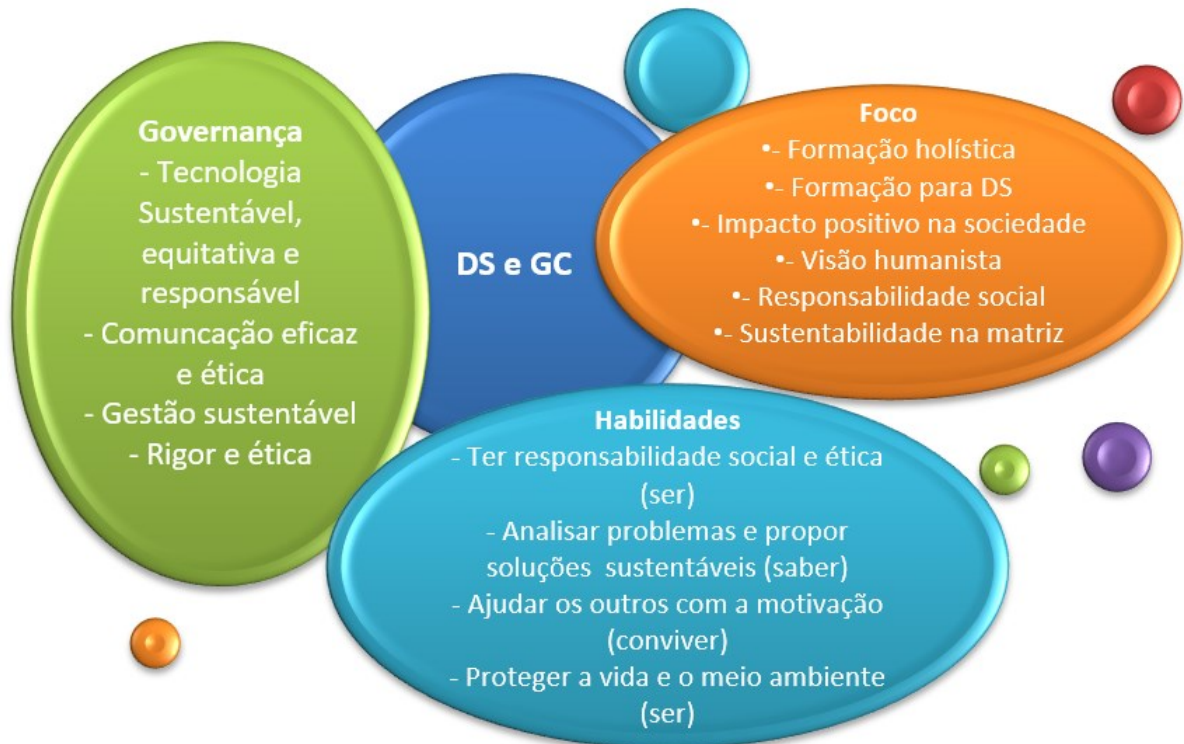 Governança
- Tecnologia
Sustentável,
equitativa e
responsável
- Comuncação eficaz
e ética
- Gestão sustentável
- Rigor e ética
DS e GC
Foco
•- Formação holística
•- Formação para DS
•- Impacto positivo na sociedade
•- Visão humanista
•- Responsabilidade social
•- Sustentabilidade na matriz
Habilidades
- Ter responsabilidade social e ética
(ser)
- Analisar problemas e propor
soluções sustentáveis (saber)
- Ajudar os outros com a motivação
(conviver)
- Proteger a vida e o meio ambiente
(ser)